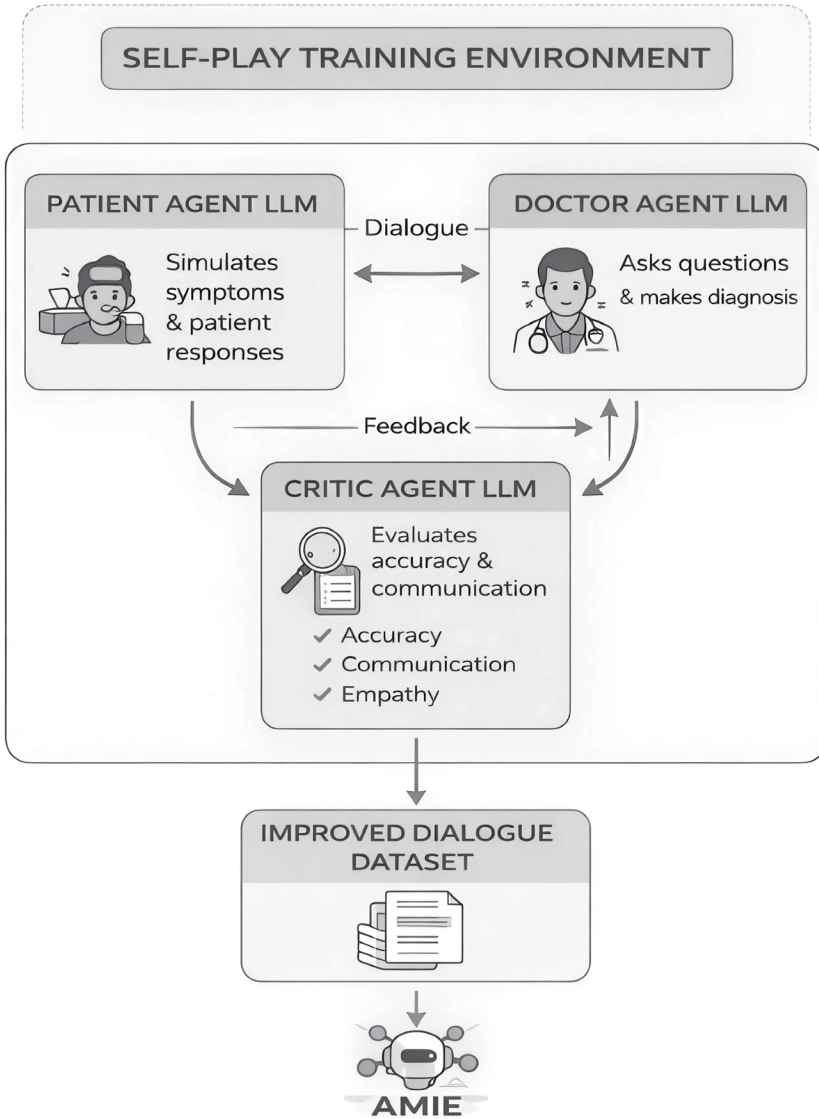 SELF-PLAY TRAINING ENVIRONMENT
PATIENT AGENT LLM
Simulates
symptoms
& patient
responses
Dialogue
DOCTOR AGENT LLM
Asks questions
& makes diagnosis
Feedback
CRITIC AGENT LLM
Evaluates
accuracy &
communication
✓ Accuracy
✓ Communication
✓ Empathy
IMPROVED DIALOGUE
DATASET
AMIE